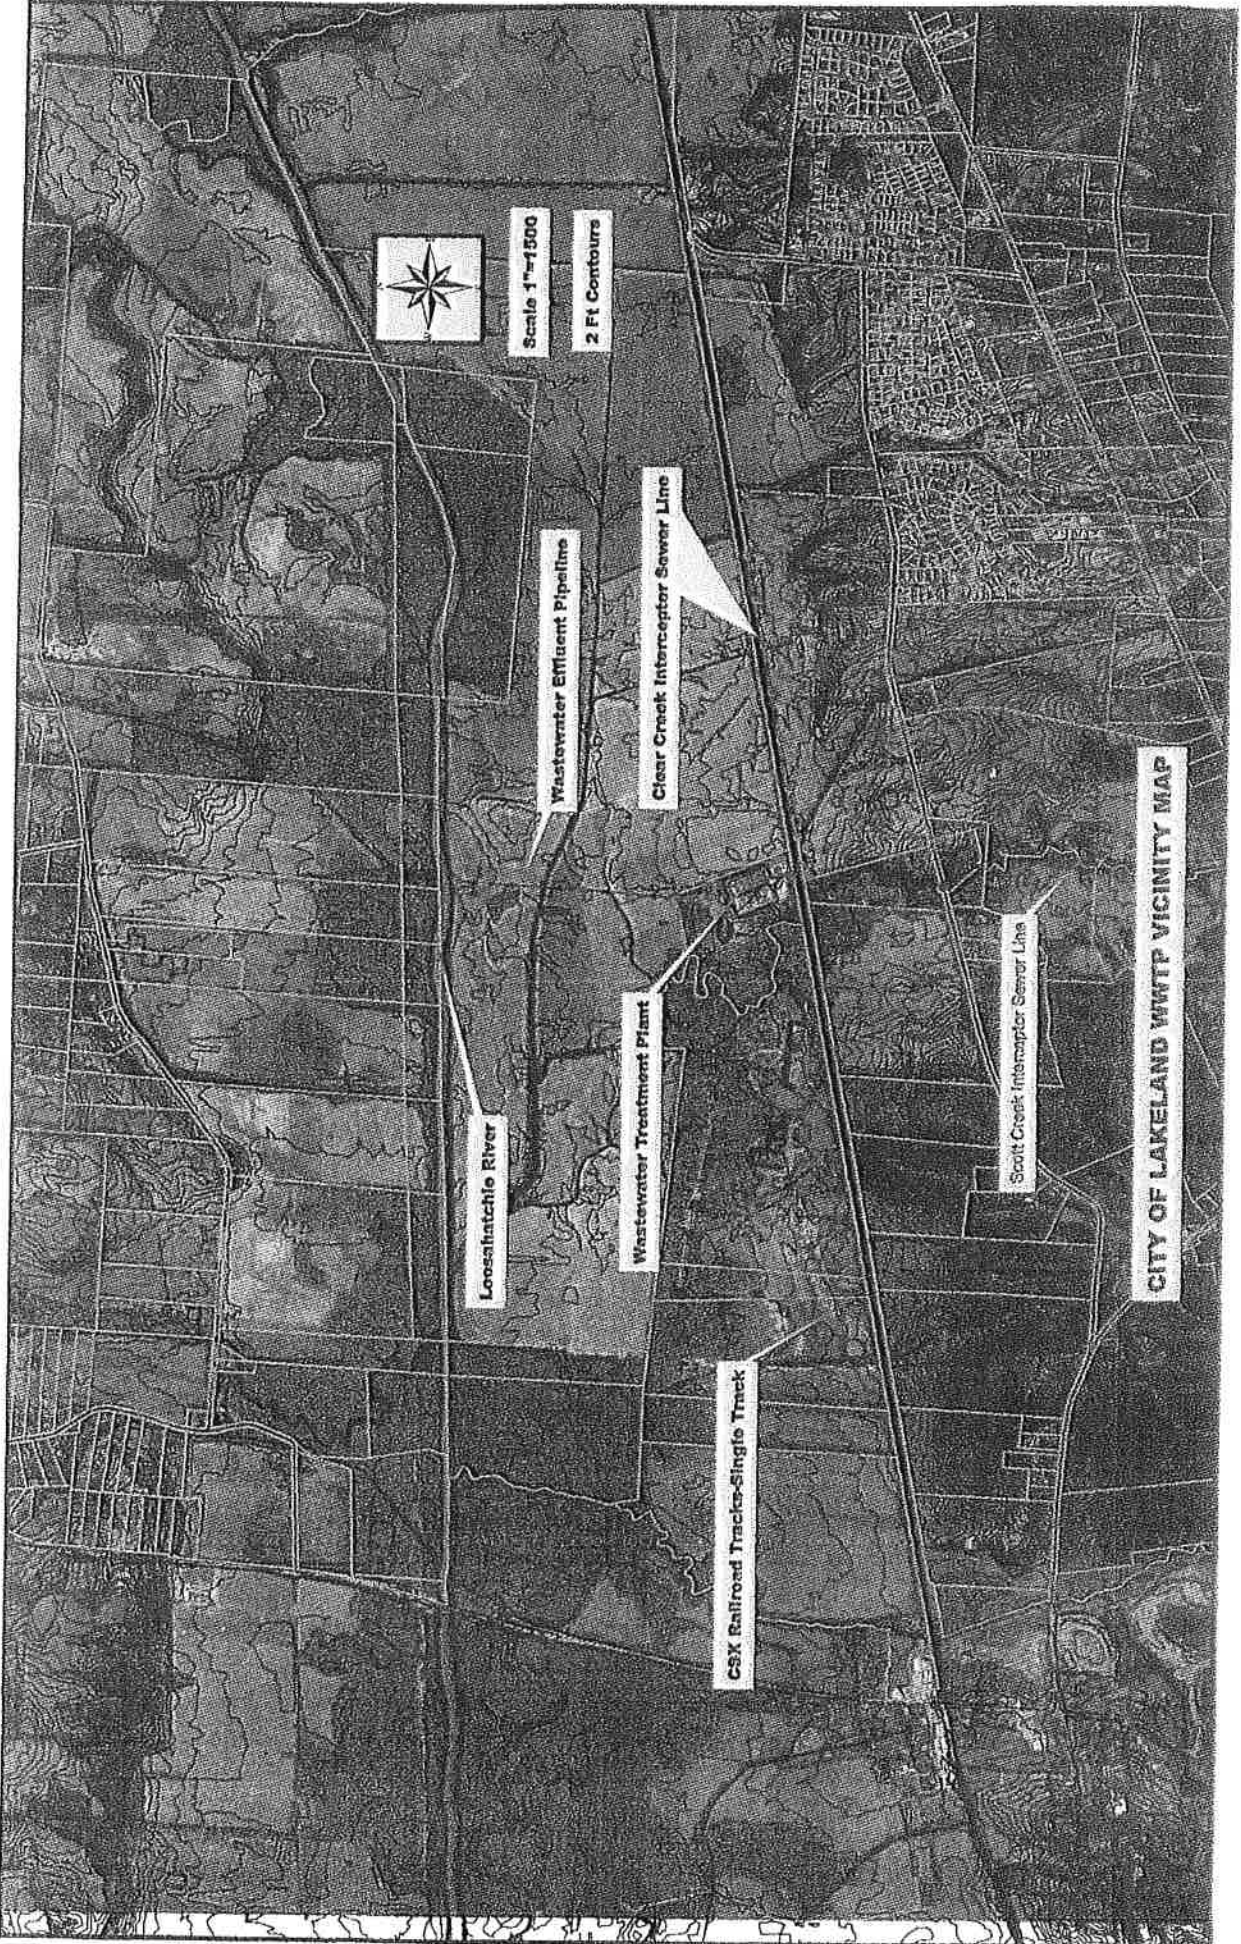 Scale 1"=1500
2 Ft Contours
Wastewater Effluent Pipeline
Clear Creek Interceptor Sewer Line
Loosahatchie River
Wastewater Treatment Plant
Scott Creek Interceptor Sewer Line
CSX Railroad Tracks-Single Track
CITY OF LAKELAND WWTP VICINITY MAP